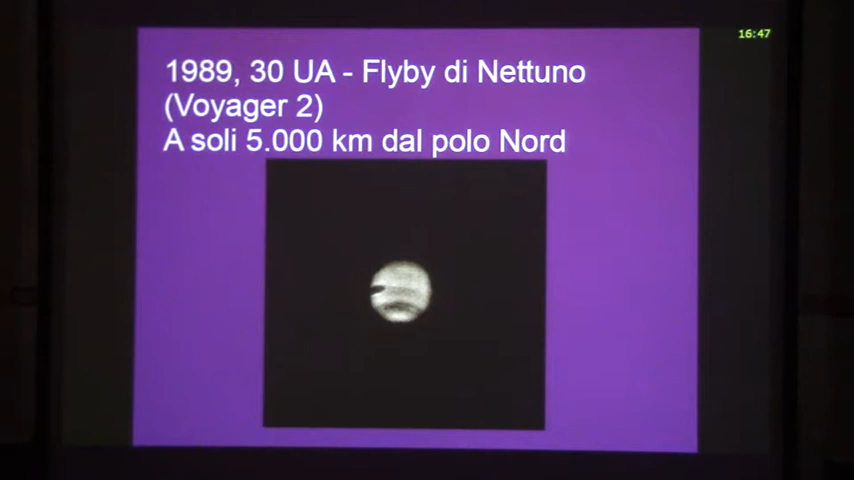 16:47
1989, 30 UA - Flyby di Nettuno
(Voyager 2)
A soli 5.000 km dal polo Nord